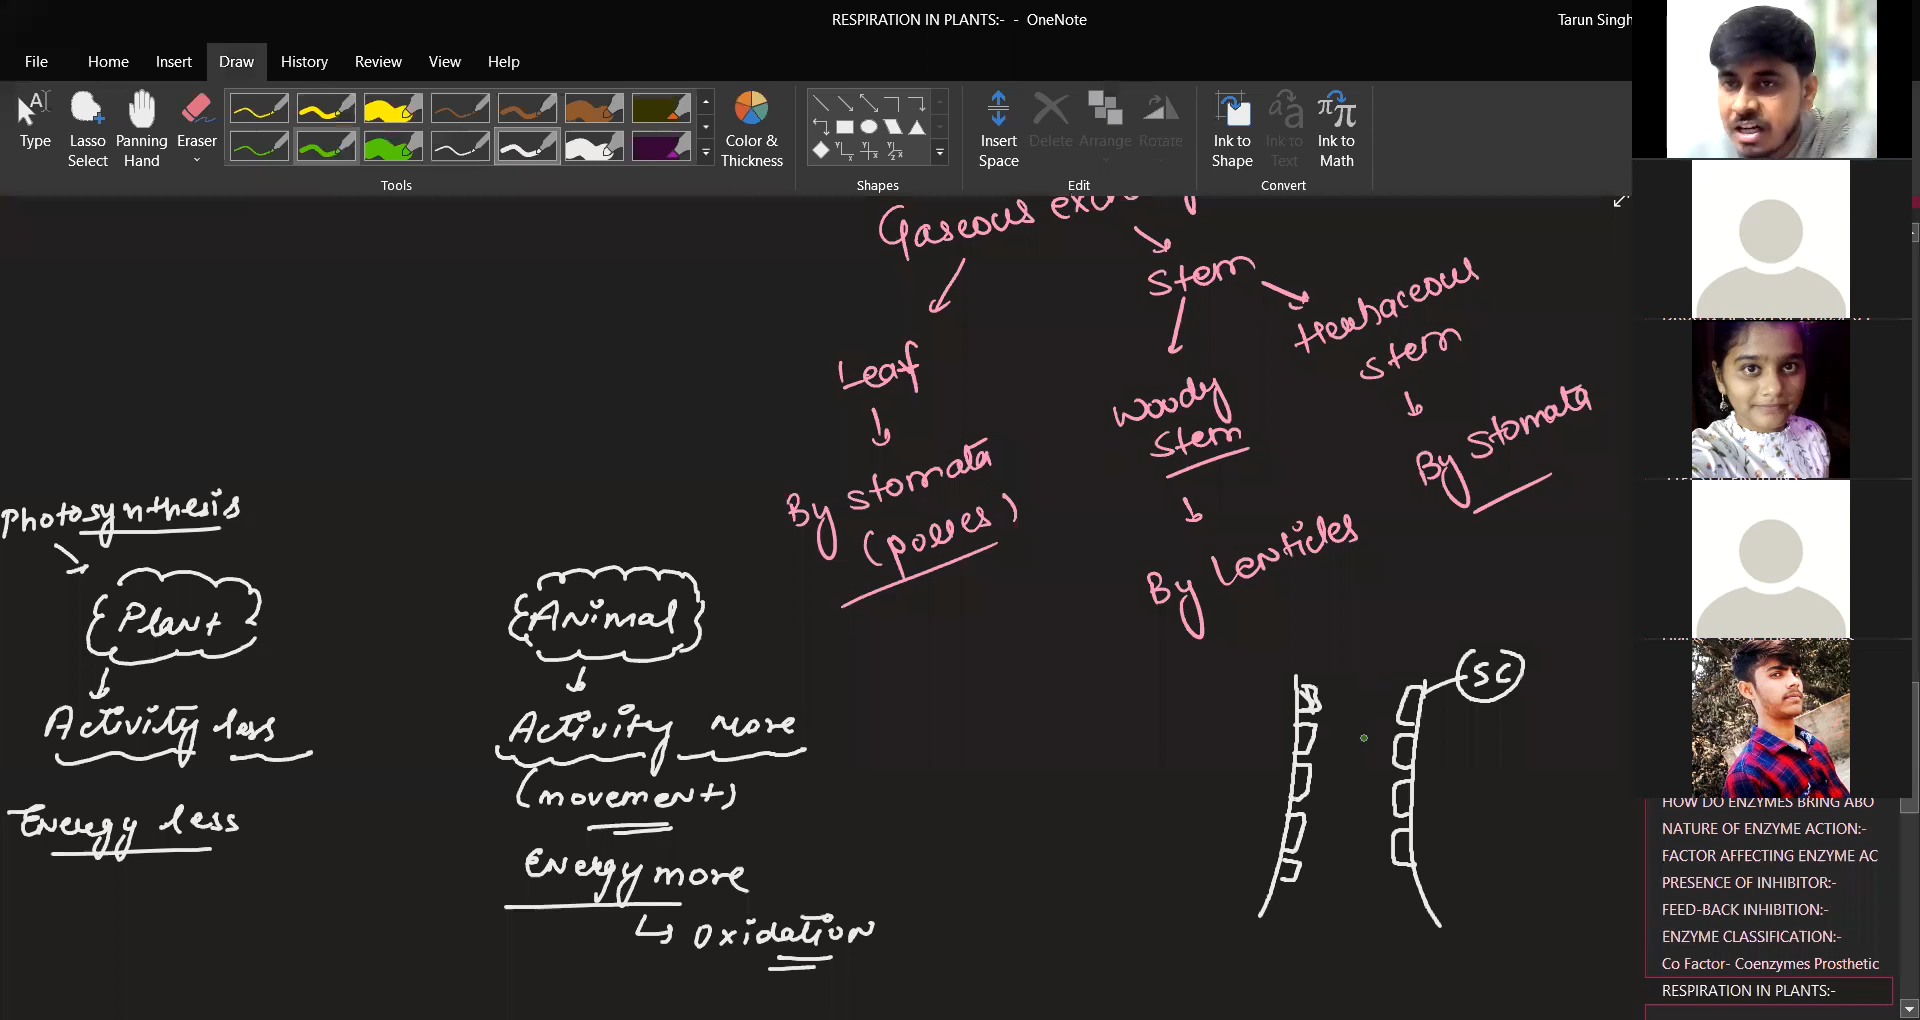 RESPIRATION IN PLANTS:- - OneNote
Tarun Singh
File Home Insert Draw History Review View Help
Type
Lasso Select
Panning Hand
Eraser
Color & Thickness
Insert Space
Delete
Arrange
Rotate
Ink to Shape
Ink to Text
Ink to Math
Tools
Shapes
Edit
Convert
Gaseous
Stem
Herbaceous
stem
Leaf
Woody
Stem
By stomata
(pores)
By Stomata
By Lenticles
Photosynthesis
Plant
Activity less
Energy less
Animal
Activity more
(movement)
Energy more
Oxidation
SC
HOW DO ENZYMES BRING ABO
NATURE OF ENZYME ACTION:-
FACTOR AFFECTING ENZYME AC
PRESENCE OF INHIBITOR:-
FEED-BACK INHIBITION:-
ENZYME CLASSIFICATION:-
Co Factor- Coenzymes Prosthetic
RESPIRATION IN PLANTS:-